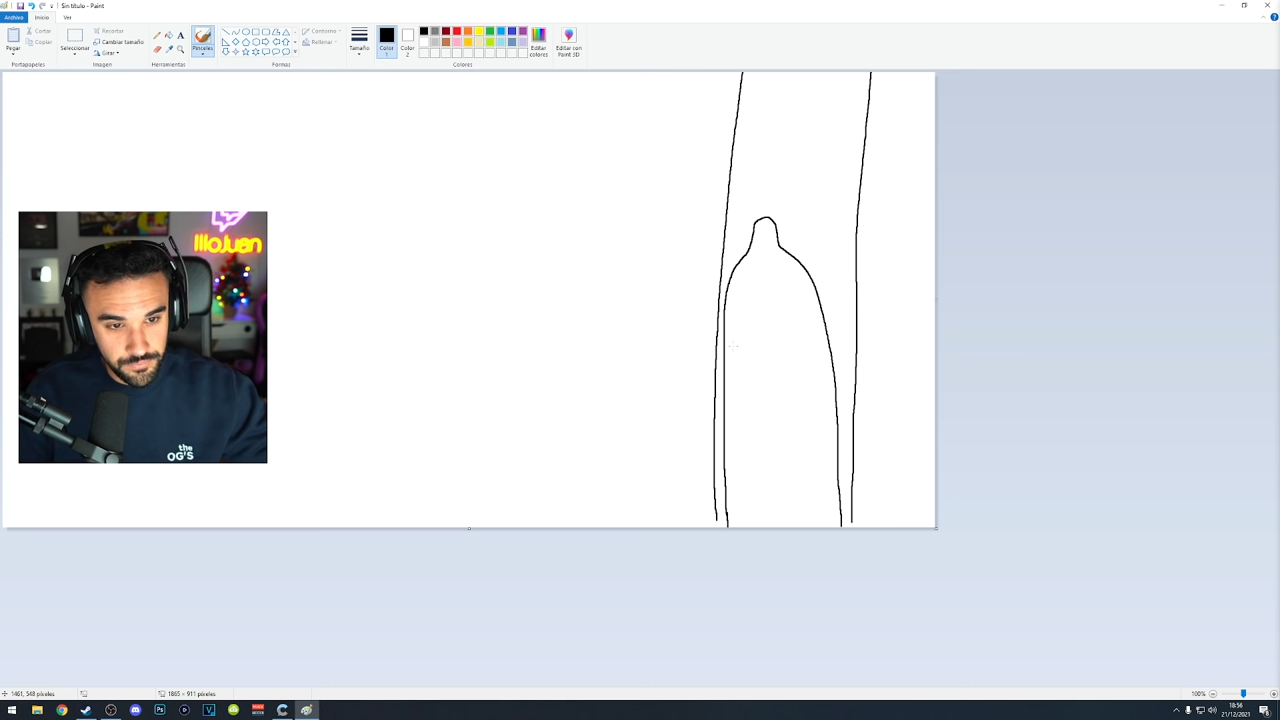 Sin título - Paint
Archivo Inicio Ver
Pegar
Cortar
Copiar
Portapapeles
Seleccionar
Recortar
Cambiar tamaño
Girar
Imagen
A
Herramientas
Pinceles
Contorno
Rellenar
Formas
Tamaño
Color 1
Color 2
Editar colores
Colores
Editar con Paint 3D
IlloJuan
the
OG'S
1461, 548 píxeles
1865 × 911 píxeles
100%
18:56
21/12/2021